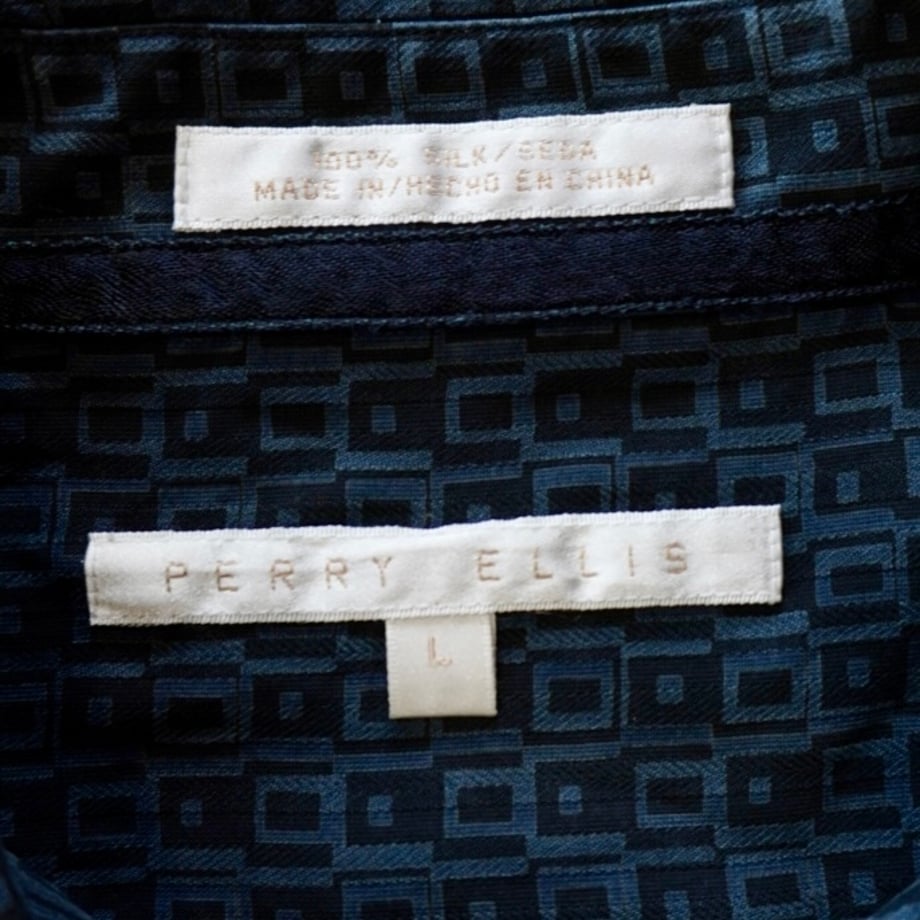 100% SILK/SEDA
MADE IN/HECHO EN CHINA
PERRY ELLIS
L